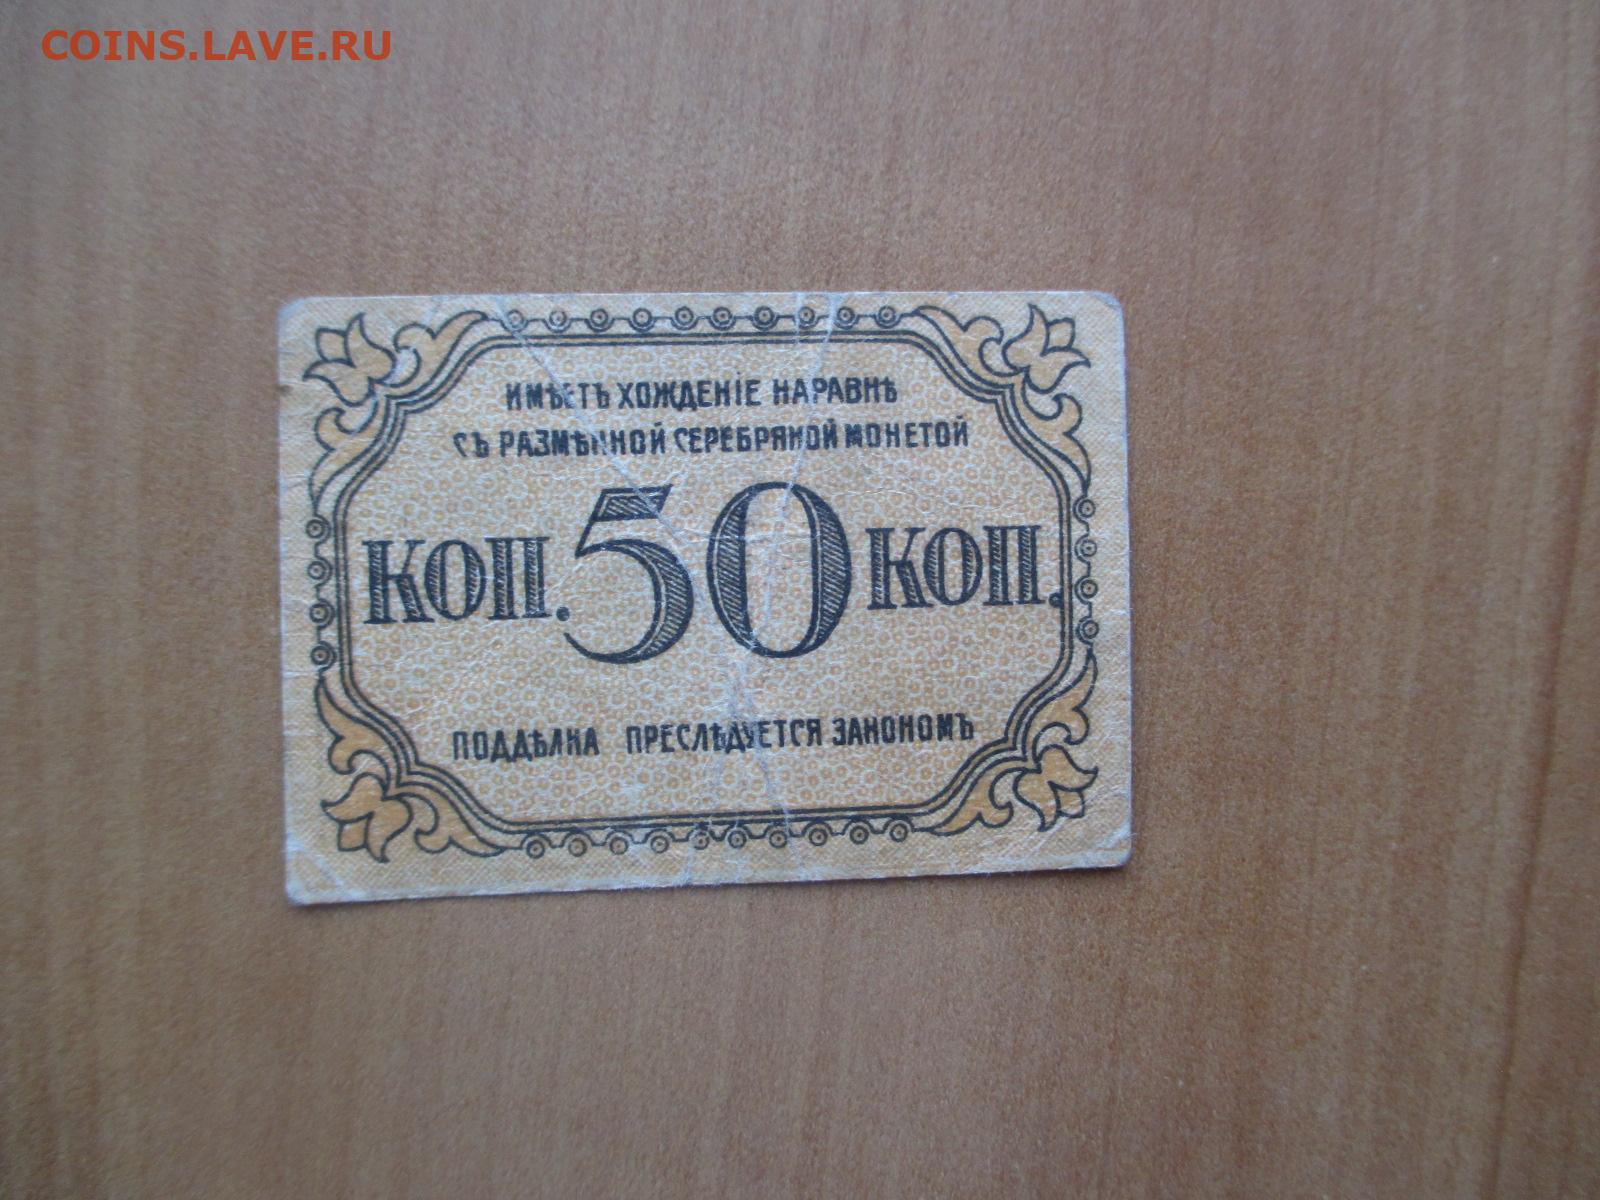 COINS.LAVE.RU
ИМѢЕТЪ ХОЖДЕНІЕ НАРАВНѢ
СЪ РАЗМѢННОЙ СЕРЕБРЯНОЙ МОНЕТОЙ
КОП. 50 КОП.
ПОДДѢЛКА ПРЕСЛѢДУЕТСЯ ЗАКОНОМЪ